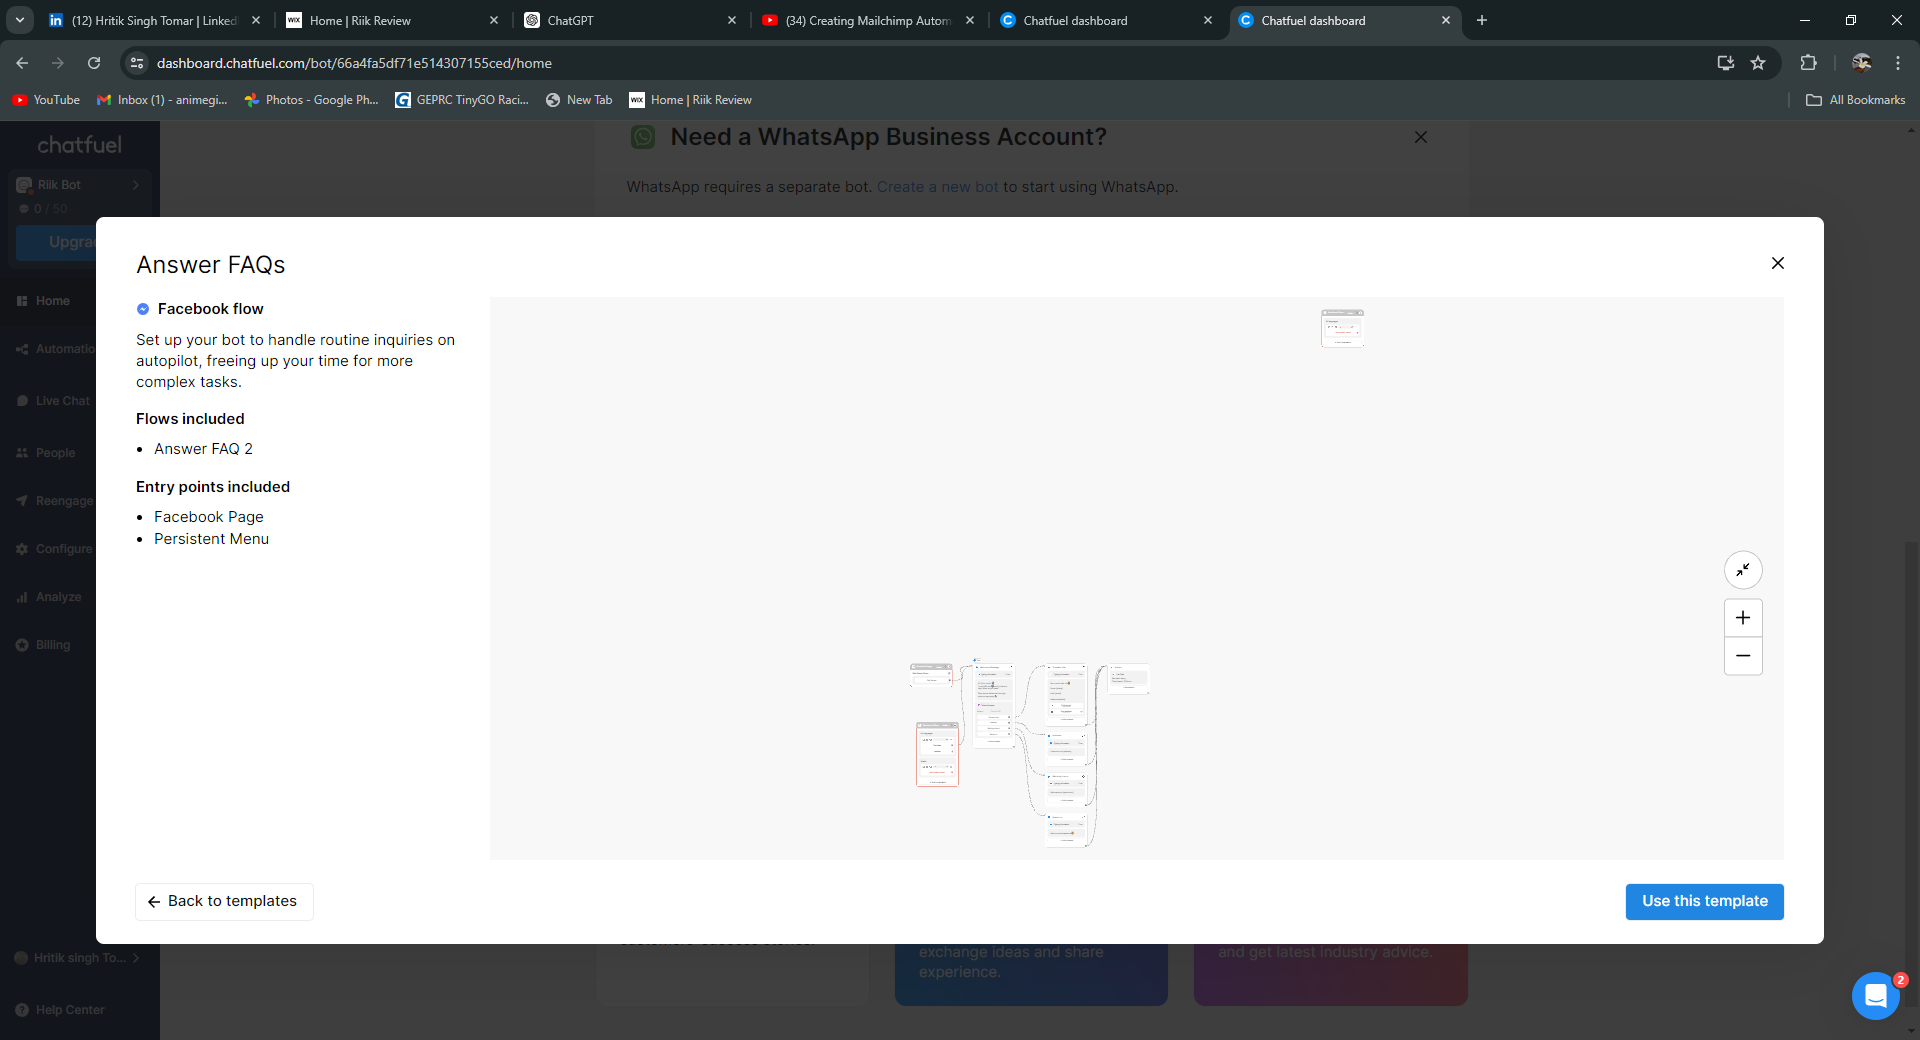 (12) Hritik Singh Tomar | Linked
Home | Riik Review
ChatGPT
(34) Creating Mailchimp Autom
Chatfuel dashboard
Chatfuel dashboard
dashboard.chatfuel.com/bot/66a4fa5df71e514307155ced/home
YouTube
Inbox (1) - animegi...
Photos - Google Ph...
GEPRC TinyGO Raci...
New Tab
WIX
Home | Riik Review
All Bookmarks
chatfuel
Riik Bot
0 / 50
Upgra
Home
Automatio
Live Chat
People
Reengage
Configure
Analyze
Billing
Hritik singh To...
Help Center
Need a WhatsApp Business Account?
WhatsApp requires a separate bot. Create a new bot to start using WhatsApp.
Answer FAQs
Facebook flow
Set up your bot to handle routine inquiries on
autopilot, freeing up your time for more
complex tasks.
Flows included
• Answer FAQ 2
Entry points included
• Facebook Page
• Persistent Menu
Back to templates
Use this template
exchange ideas and share
experience.
and get latest industry advice.
2